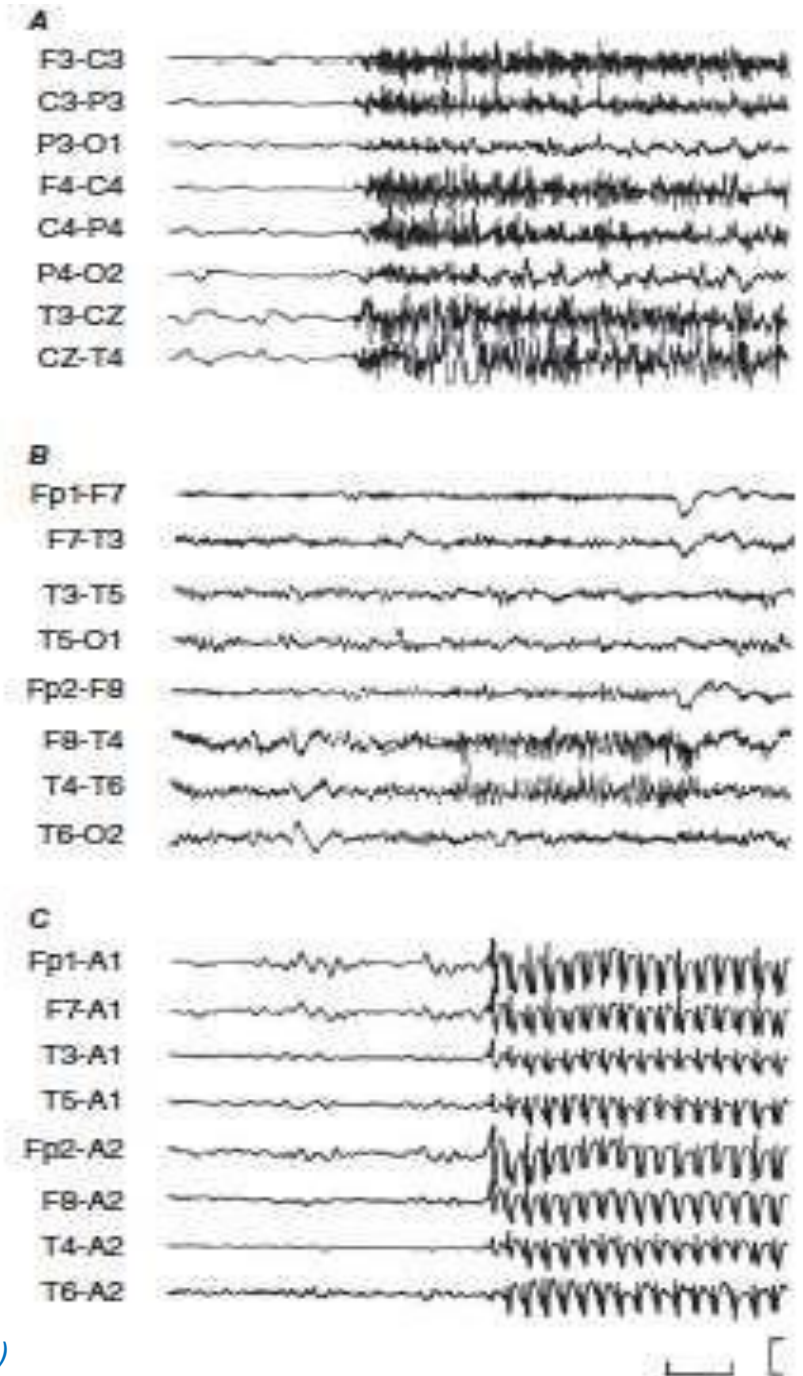 A
F3-C3
C3-P3
P3-O1
F4-C4
C4-P4
P4-O2
T3-CZ
CZ-T4
B
Fp1-F7
F7-T3
T3-T5
T5-O1
Fp2-F8
F8-T4
T4-T6
T6-O2
C
Fp1-A1
F7-A1
T3-A1
T5-A1
Fp2-A2
F8-A2
T4-A2
T6-A2
)